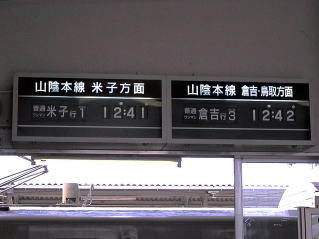 山陰本線 米子方面
普通 ワンマン 米子行 1 12:41
山陰本線 倉吉・鳥取方面
普通 ワンマン 倉吉行 3 12:42